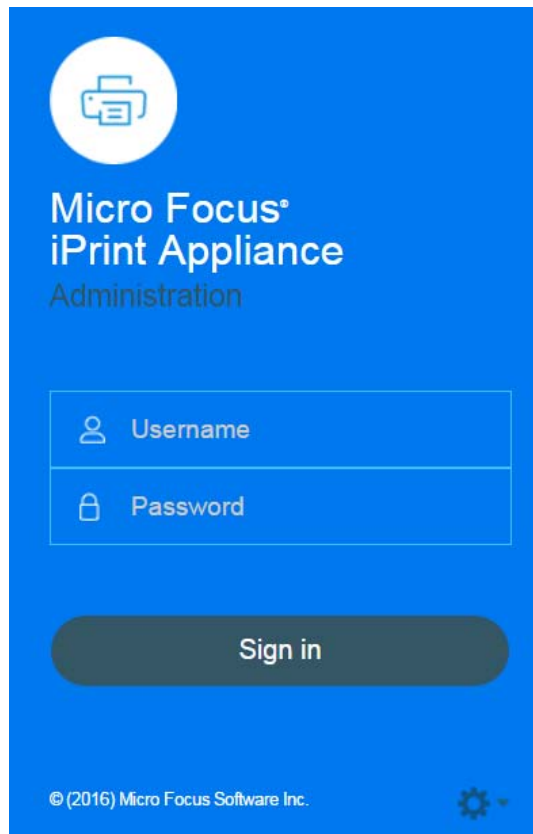 Micro Focus®
iPrint Appliance
Administration
Username
Password
Sign in
© (2016) Micro Focus Software Inc.